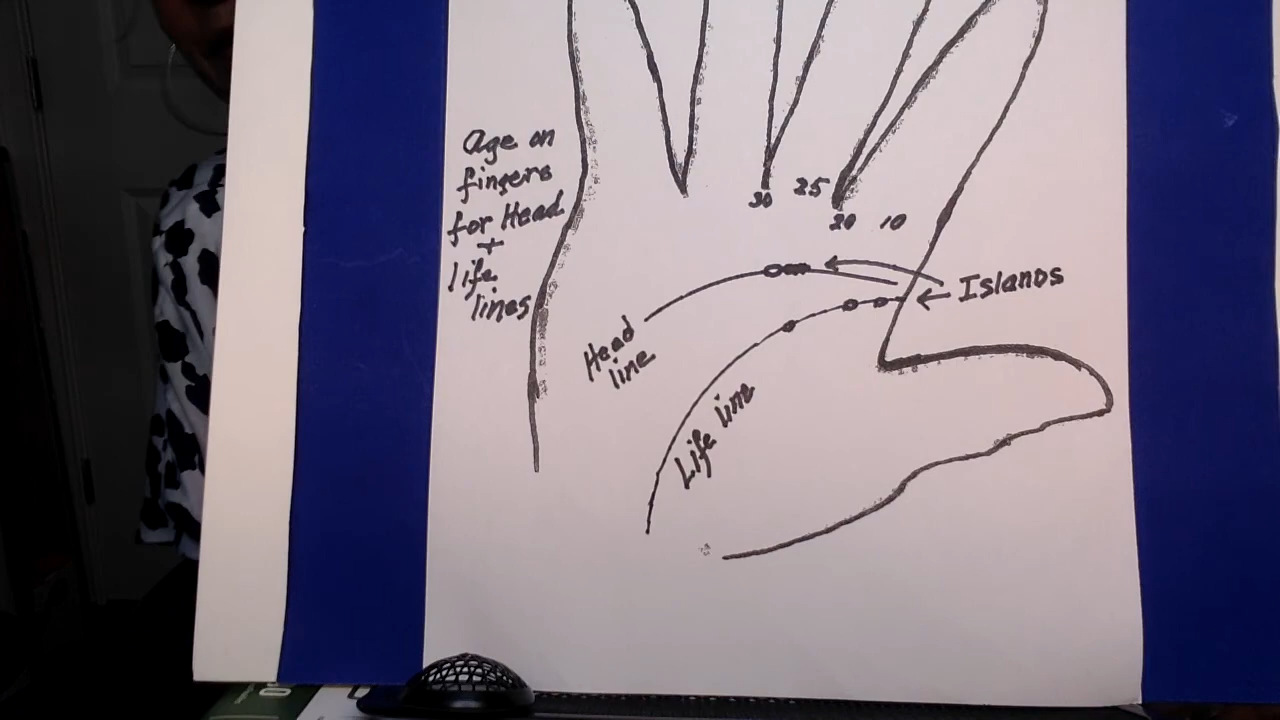 Age on
fingers
for Head
+
life
lines
30
25
20
10
Islands
Head
line
Life line